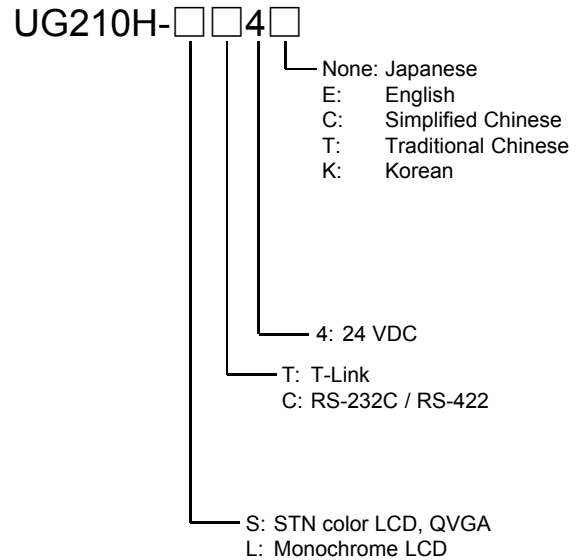 UG210H-□□4□
None: Japanese
E: English
C: Simplified Chinese
T: Traditional Chinese
K: Korean
4: 24 VDC
T: T-Link
C: RS-232C / RS-422
S: STN color LCD, QVGA
L: Monochrome LCD